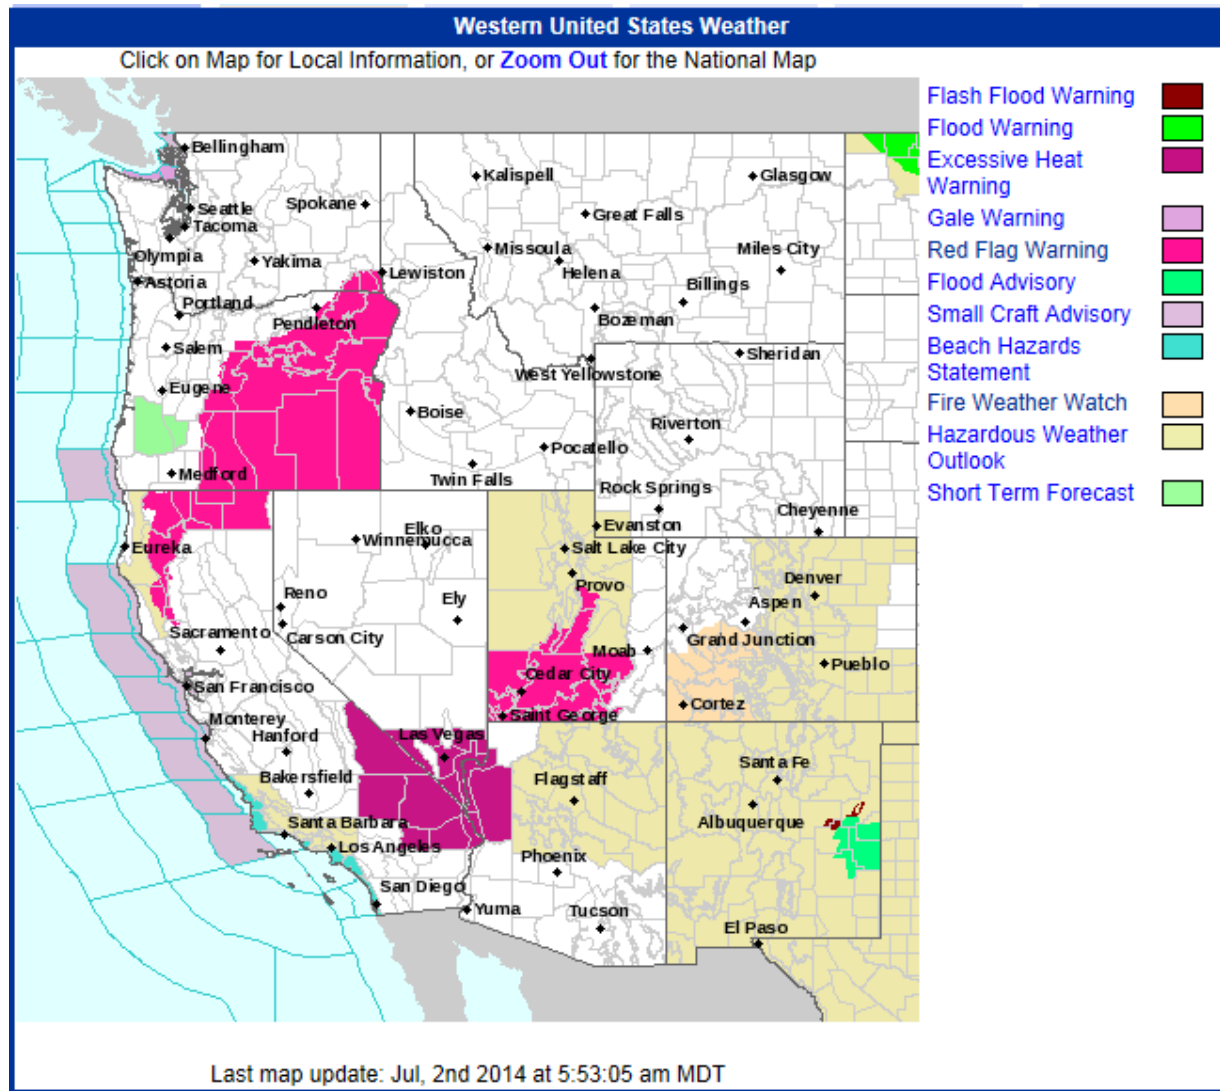 Western United States Weather
Click on Map for Local Information, or Zoom Out for the National Map
Flash Flood Warning
Flood Warning
Excessive Heat
Warning
Gale Warning
Red Flag Warning
Flood Advisory
Small Craft Advisory
Beach Hazards
Statement
Fire Weather Watch
Hazardous Weather
Outlook
Short Term Forecast
Bellingham
Kalispell
Glasgow
Spokane
Seattle
Great Falls
Tacoma
Olympia
Missoula
Miles City
Yakima
Helena
Lewiston
Astoria
Billings
Portland
Pendleton
Bozeman
Salem
Sheridan
West Yellowstone
Eugene
Boise
Riverton
Pocatello
Medford
Twin Falls
Rock Springs
Cheyenne
Elko
Evanston
Winnemucca
Eureka
Salt Lake City
Provo
Denver
Reno
Ely
Aspen
Sacramento
Carson City
Grand Junction
Moab
Pueblo
Cedar City
San Francisco
Cortez
Saint George
Monterey
Hanford
Las Vegas
Santa Fe
Bakersfield
Flagstaff
Santa Barbara
Albuquerque
Los Angeles
Phoenix
San Diego
Yuma
Tucson
El Paso
Last map update: Jul, 2nd 2014 at 5:53:05 am MDT